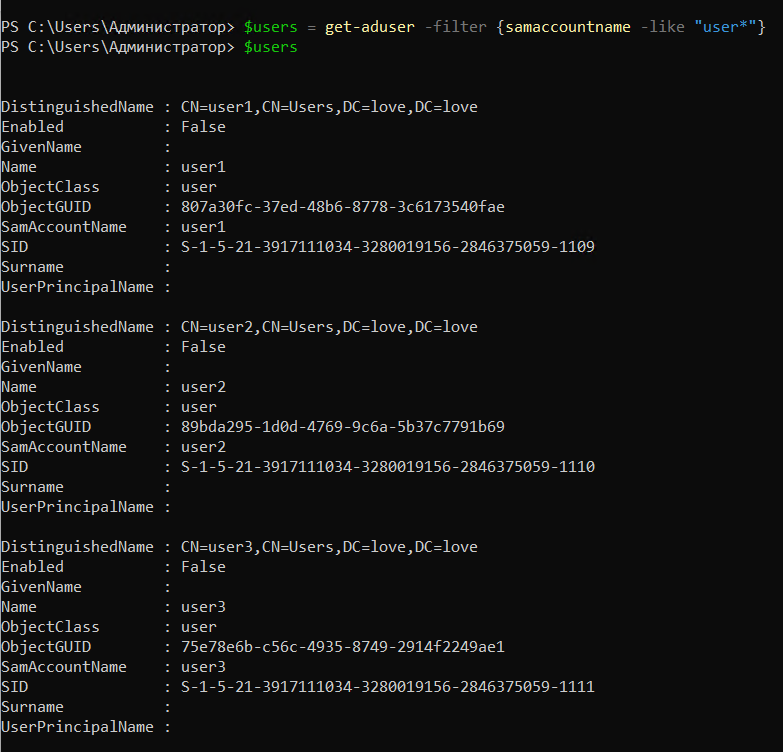 PS C:\Users\Администратор> $users = get-aduser -filter {samaccountname -like "user*"}
PS C:\Users\Администратор> $users
DistinguishedName : CN=user1,CN=Users,DC=love,DC=love
Enabled           : False
GivenName         :
Name              : user1
ObjectClass       : user
ObjectGUID        : 807a30fc-37ed-48b6-8778-3c6173540fae
SamAccountName    : user1
SID               : S-1-5-21-3917111034-3280019156-2846375059-1109
Surname           :
UserPrincipalName :
DistinguishedName : CN=user2,CN=Users,DC=love,DC=love
Enabled           : False
GivenName         :
Name              : user2
ObjectClass       : user
ObjectGUID        : 89bda295-1d0d-4769-9c6a-5b37c7791b69
SamAccountName    : user2
SID               : S-1-5-21-3917111034-3280019156-2846375059-1110
Surname           :
UserPrincipalName :
DistinguishedName : CN=user3,CN=Users,DC=love,DC=love
Enabled           : False
GivenName         :
Name              : user3
ObjectClass       : user
ObjectGUID        : 75e78e6b-c56c-4935-8749-2914f2249ae1
SamAccountName    : user3
SID               : S-1-5-21-3917111034-3280019156-2846375059-1111
Surname           :
UserPrincipalName :